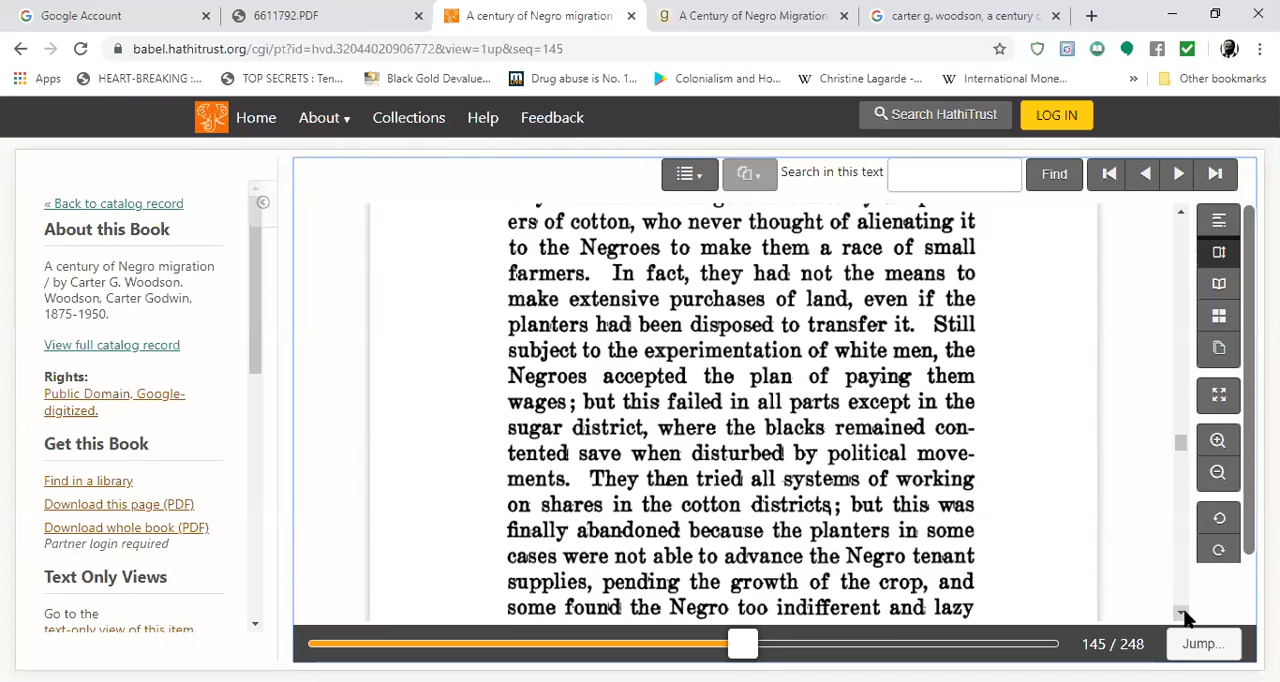 Google Account
6611792.PDF
A century of Negro migration
A Century of Negro Migration
carter g. woodson, a century c
babel.hathitrust.org/cgi/pt?id=hvd.32044020906772&view=1up&seq=145
Apps
HEART-BREAKING :...
TOP SECRETS : Ten...
Black Gold Devalue...
Drug abuse is No. 1...
Colonialism and Ho...
Christine Lagarde -...
International Mone...
»
Other bookmarks
Home
About
Collections
Help
Feedback
Search HathiTrust
LOG IN
« Back to catalog record
About this Book
A century of Negro migration
/ by Carter G. Woodson.
Woodson, Carter Godwin,
1875-1950.
View full catalog record
Rights:
Public Domain, Google-
digitized.
Get this Book
Find in a library
Download this page (PDF)
Download whole book (PDF)
Partner login required
Text Only Views
Go to the
text-only view of this item
Search in this text
Find
ers of cotton, who never thought of alienating it
to the Negroes to make them a race of small
farmers. In fact, they had not the means to
make extensive purchases of land, even if the
planters had been disposed to transfer it. Still
subject to the experimentation of white men, the
Negroes accepted the plan of paying them
wages; but this failed in all parts except in the
sugar district, where the blacks remained con-
tented save when disturbed by political move-
ments. They then tried all systems of working
on shares in the cotton districts; but this was
finally abandoned because the planters in some
cases were not able to advance the Negro tenant
supplies, pending the growth of the crop, and
some found the Negro too indifferent and lazy
145 / 248
Jump...